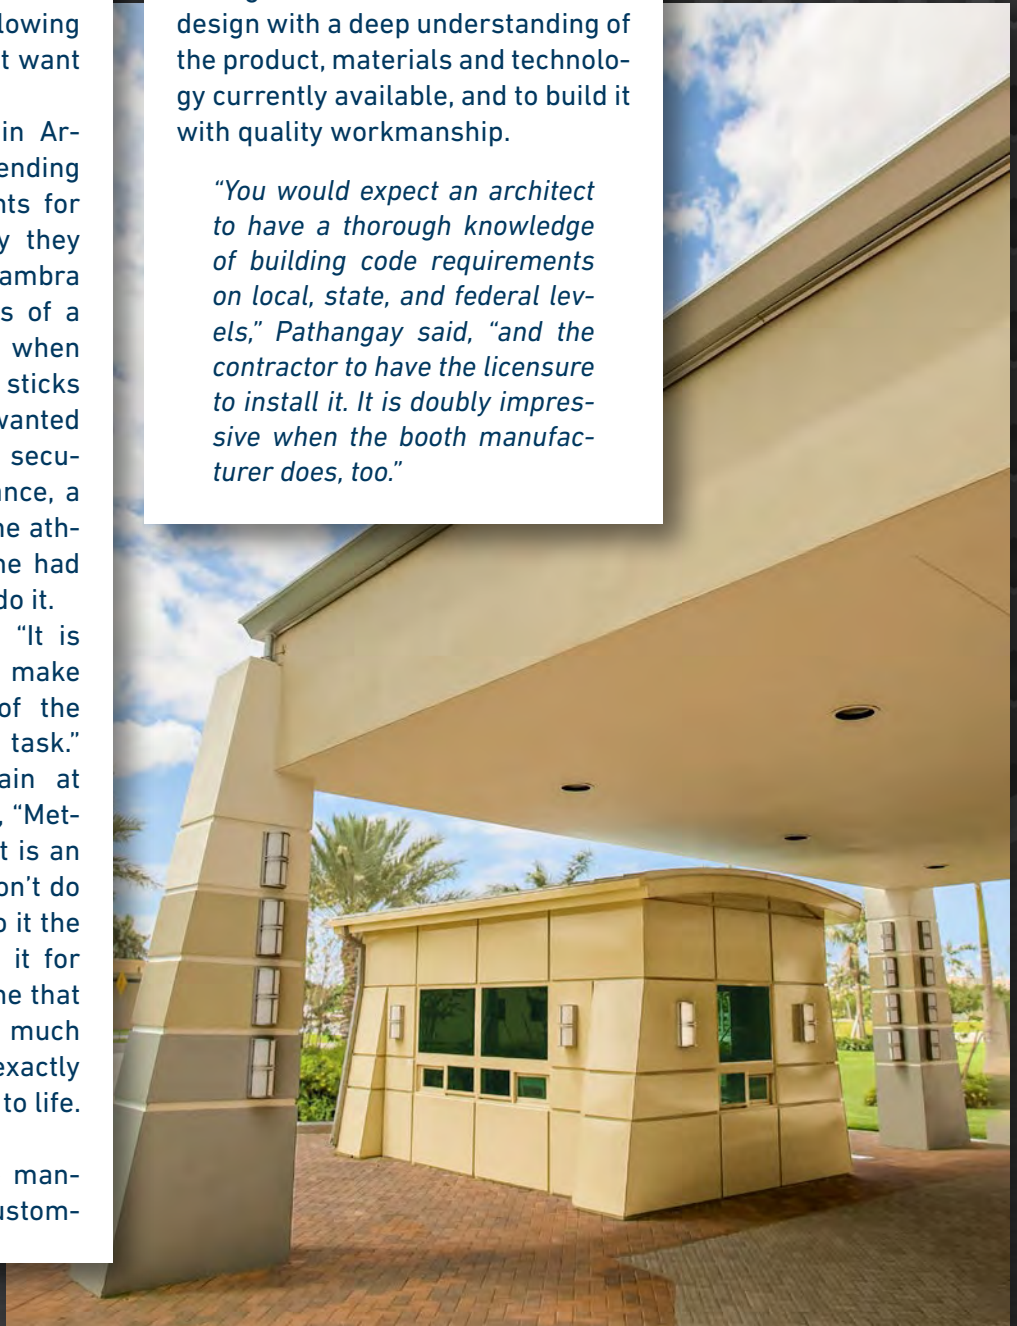 lowing
t want
in Ar-
ending
nts for
y they
ambra
s of a
when
sticks
wanted
secu-
ance, a
he ath-
he had
do it.
“It is
make
of the
task.”
ain at
, “Met-
t is an
on't do
o it the
it for
ne that
much
exactly
to life.
man-
ustom-
design with a deep understanding of
the product, materials and technolo-
gy currently available, and to build it
with quality workmanship.
“You would expect an architect
to have a thorough knowledge
of building code requirements
on local, state, and federal lev-
els,” Pathangay said, “and the
contractor to have the licensure
to install it. It is doubly impres-
sive when the booth manufac-
turer does, too.”